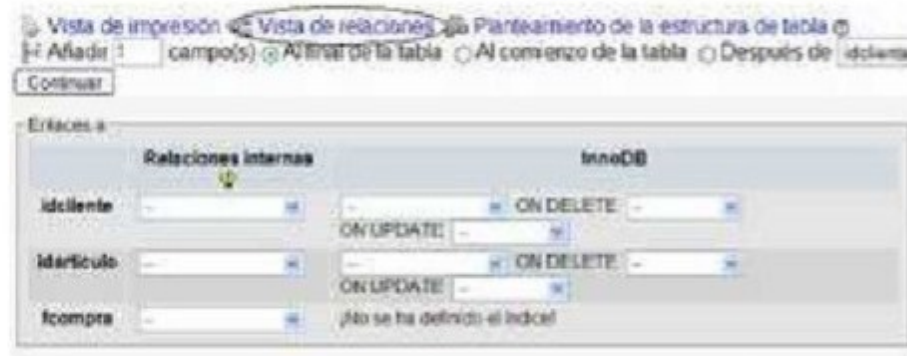 Vista de impresión Vista de relaciones Planteamiento de la estructura de tabla
Añadir 1 campo(s) Al final de la tabla Al comienzo de la tabla Después de idcliente
Continuar
Enlaces a
Relaciones internas InnoDB
idcliente -- -- ON DELETE --
ON UPDATE --
idarticulo -- -- ON DELETE --
ON UPDATE --
fcompra -- ¡No se ha definido el índice!